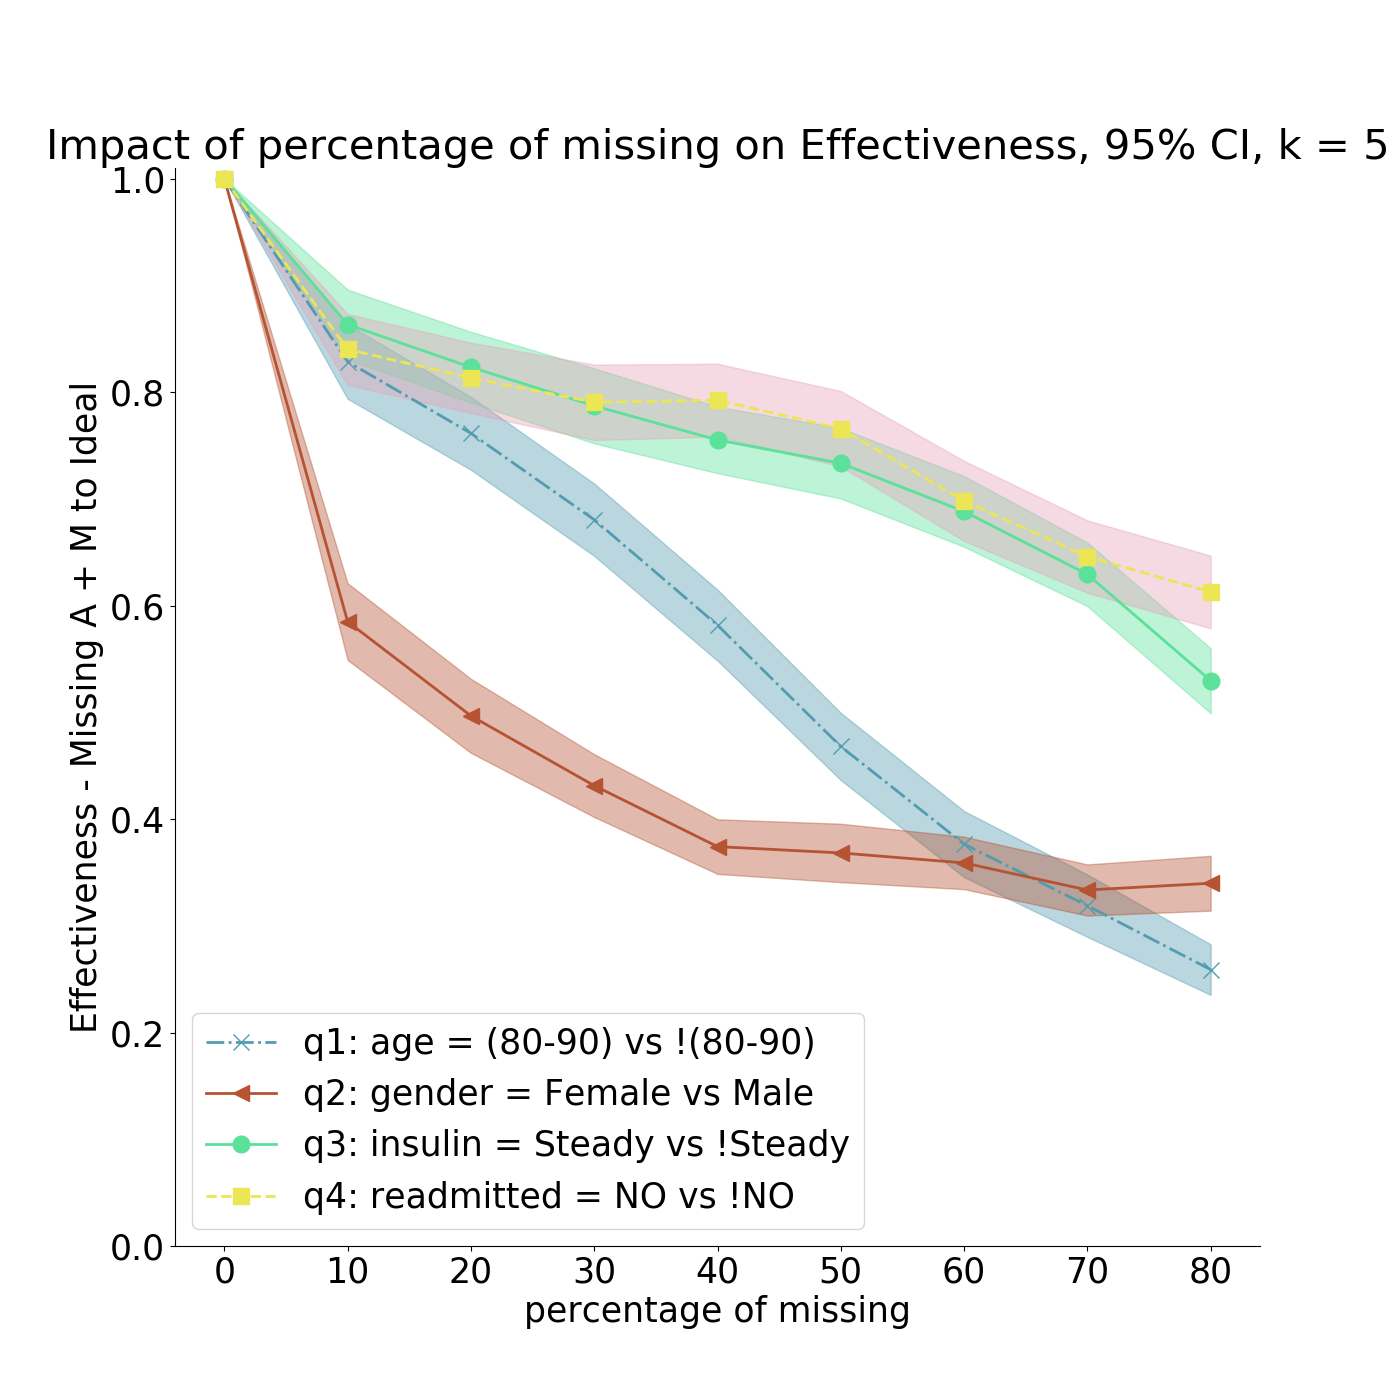 Impact of percentage of missing on Effectiveness, 95% CI, k = 5
Effectiveness - Missing A + M to Ideal
1.0
0.8
0.6
0.4
0.2
0.0
q1: age = (80-90) vs !(80-90)
q2: gender = Female vs Male
q3: insulin = Steady vs !Steady
q4: readmitted = NO vs !NO
0 10 20 30 40 50 60 70 80
percentage of missing